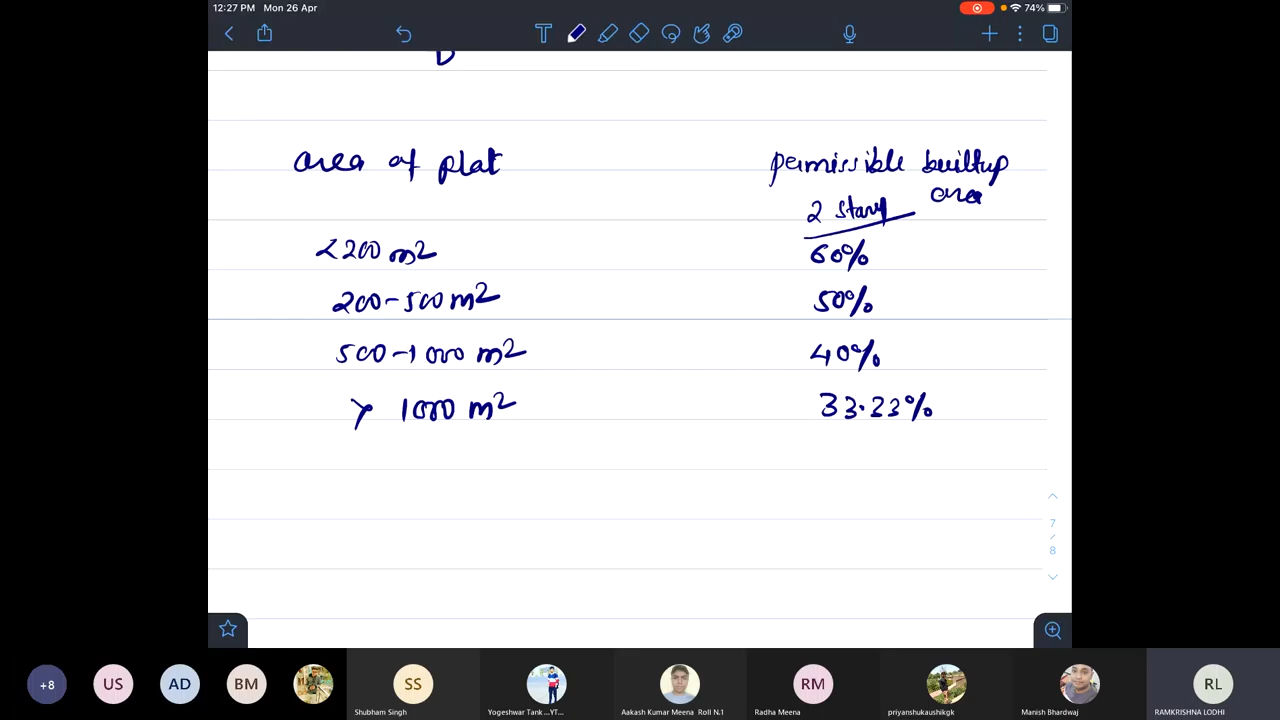 12:27 PM Mon 26 Apr
74%
area of plat
permissible builtup
area
2 story
<200 m2 60%
200-500 m2 50%
500-1000 m2 40%
> 1000 m2 33.33%
7
/
8
+8
US
AD
BM
SS
RM
RL
Shubham Singh
Yogeshwar Tank ...YT...
Aakash Kumar Meena Roll N.1
Radha Meena
priyanshukaushikgk
Manish Bhardwaj
RAMKRISHNA LODHI